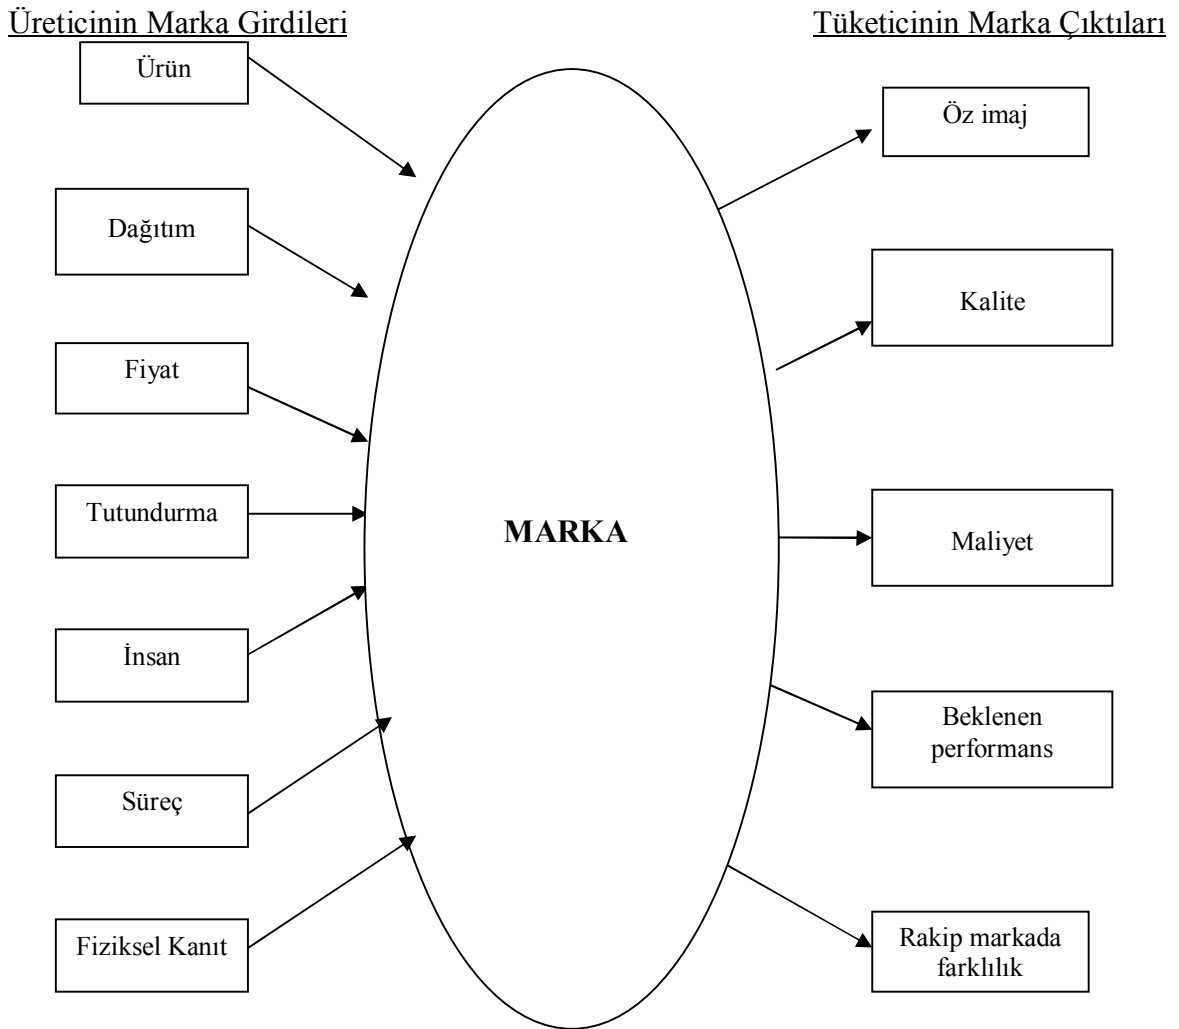 Üreticinin Marka Girdileri
Tüketicinin Marka Çıktıları
Ürün
Dağıtım
Fiyat
Tutundurma
İnsan
Süreç
Fiziksel Kanıt
MARKA
Öz imaj
Kalite
Maliyet
Beklenen
performans
Rakip markada
farklılık